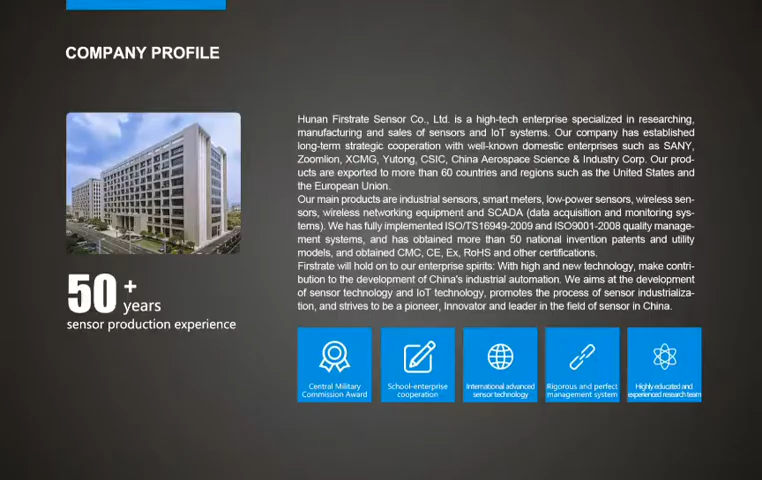 COMPANY PROFILE
Hunan Firstrate Sensor Co., Ltd. is a high-tech enterprise specialized in researching,
manufacturing and sales of sensors and IoT systems. Our company has established
long-term strategic cooperation with well-known domestic enterprises such as SANY,
Zoomlion, XCMG, Yutong, CSIC, China Aerospace Science & Industry Corp. Our prod-
ucts are exported to more than 60 countries and regions such as the United States and
the European Union.
Our main products are industrial sensors, smart meters, low-power sensors, wireless sen-
sors, wireless networking equipment and SCADA (data acquisition and monitoring sys-
tems). We has fully implemented ISO/TS16949-2009 and ISO9001-2008 quality manage-
ment systems, and has obtained more than 50 national invention patents and utility
models, and obtained CMC, CE, Ex, RoHS and other certifications.
Firstrate will hold on to our enterprise spirits: With high and new technology, make contri-
bution to the development of China's industrial automation. We aims at the development
of sensor technology and IoT technology, promotes the process of sensor industrializa-
tion, and strives to be a pioneer, Innovator and leader in the field of sensor in China.
50 +
years
sensor production experience
Central Military
Commission Award
School-enterprise
cooperation
International advanced
sensor technology
Rigorous and perfect
management system
Highly educated and
experienced research team